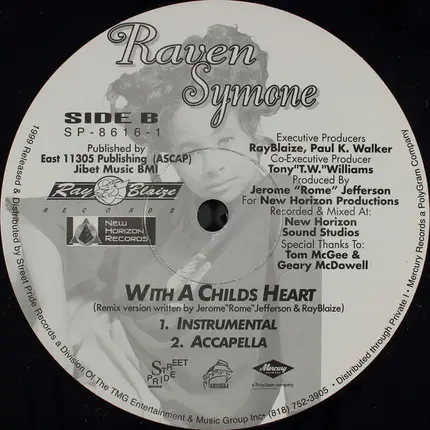 Raven
Symone
SIDE B
SP-8616-1
Published by
East 11305 Publishing (ASCAP)
Jibet Music BMI
Ray Blaize
RECORDS
NEW
HORIZON
RECORDS
Executive Producers
RayBlaize, Paul K. Walker
Co-Executive Producer
Tony"T.W."Williams
Produced By
Jerome "Rome" Jefferson
For New Horizon Productions
Recorded & Mixed At:
New Horizon
Sound Studios
Special Thanks To:
Tom McGee &
Geary McDowell
WITH A CHILDS HEART
(Remix version written by Jerome"Rome"Jefferson & RayBlaize)
1. INSTRUMENTAL
2. ACCAPELLA
STREET
PRIDE
Mercury
a PolyGram company
1999 Released & Distributed by Street Pride Records a Division Of The TMG Entertainment & Music Group Inc• (818) 752-3905 • Distributed through Private I • Mercury Records a PolyGram Company